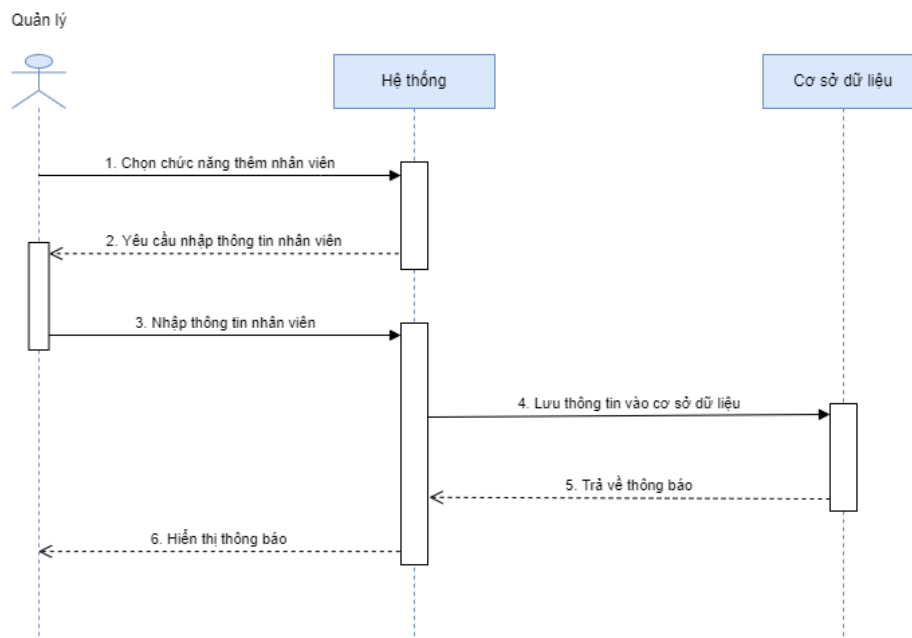 Quản lý
Hệ thống
Cơ sở dữ liệu
1. Chọn chức năng thêm nhân viên
2. Yêu cầu nhập thông tin nhân viên
3. Nhập thông tin nhân viên
4. Lưu thông tin vào cơ sở dữ liệu
5. Trả về thông báo
6. Hiển thị thông báo